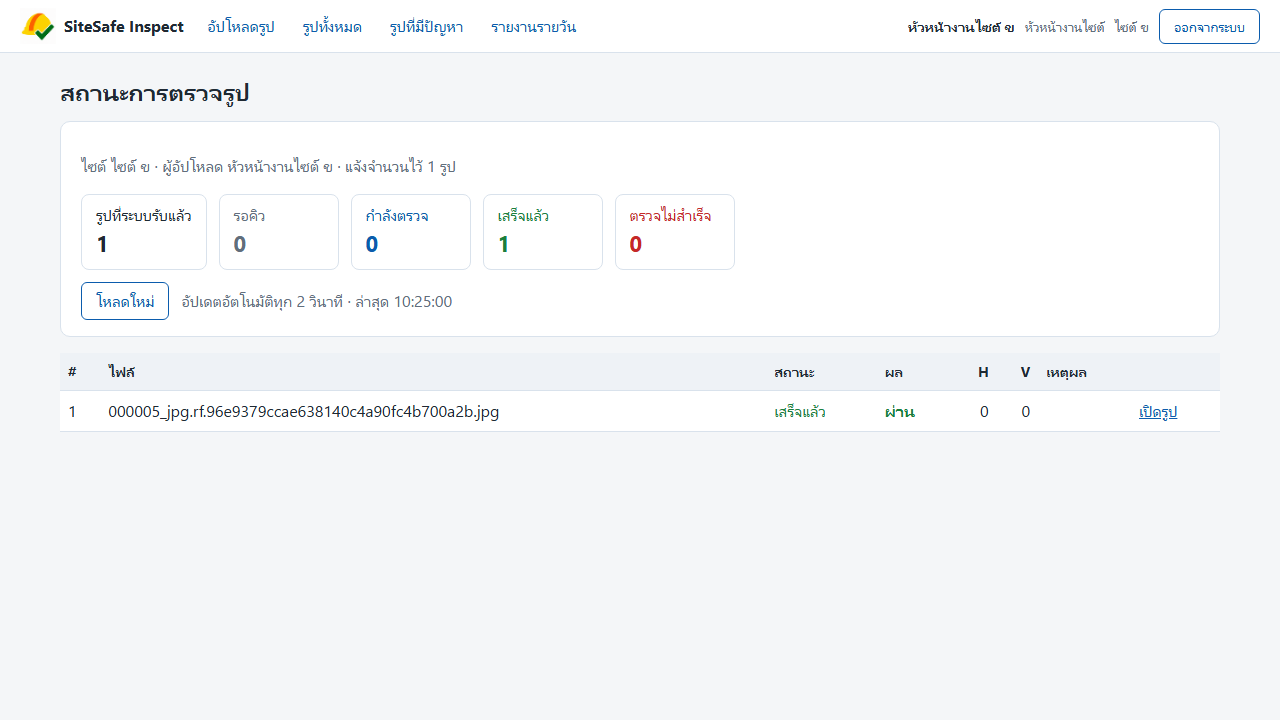 SiteSafe Inspect อัปโหลดรูป รูปทั้งหมด รูปที่มีปัญหา รายงานรายวัน หัวหน้างานไซต์ ข หัวหน้างานไซต์ ไซต์ ข ออกจากระบบ
สถานะการตรวจรูป
ไซต์ ไซต์ ข · ผู้อัปโหลด หัวหน้างานไซต์ ข · แจ้งจำนวนไว้ 1 รูป
รูปที่ระบบรับแล้ว รอคิว กำลังตรวจ เสร็จแล้ว ตรวจไม่สำเร็จ
1 0 0 1 0
โหลดใหม่ อัปเดตอัตโนมัติทุก 2 วินาที · ล่าสุด 10:25:00
# ไฟล์ สถานะ ผล H V เหตุผล
1 000005_jpg.rf.96e9379ccae638140c4a90fc4b700a2b.jpg เสร็จแล้ว ผ่าน 0 0 เปิดรูป